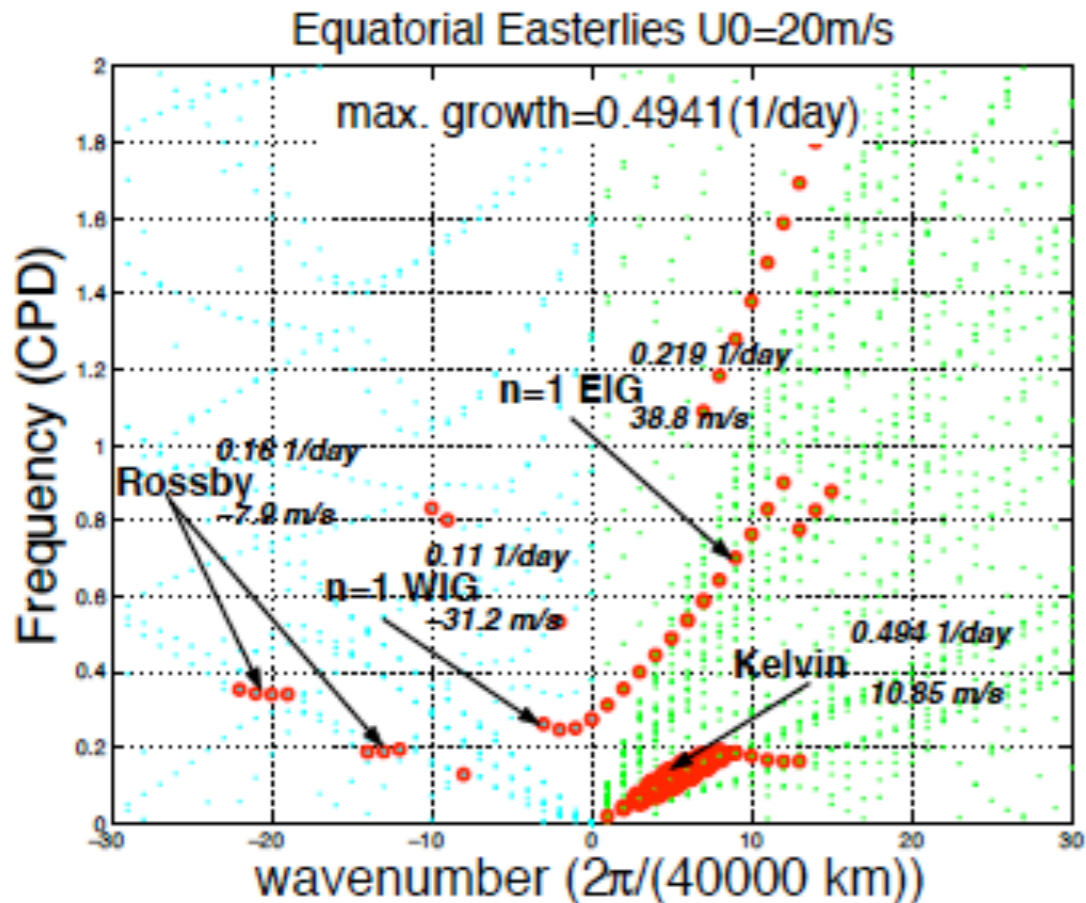 Equatorial Easterlies U0=20m/s
max. growth=0.4941(1/day)
2
1.8
1.6
1.4
1.2
1
0.8
0.6
0.4
0.2
0
Frequency (CPD)
0.219 1/day
n=1 EIG
38.8 m/s
0.16 1/day
Rossby
−7.9 m/s
0.11 1/day
n=1 WIG
−31.2 m/s
0.494 1/day
Kelvin
10.85 m/s
−30 −20 −10 0 10 20 30
wavenumber (2π/(40000 km))